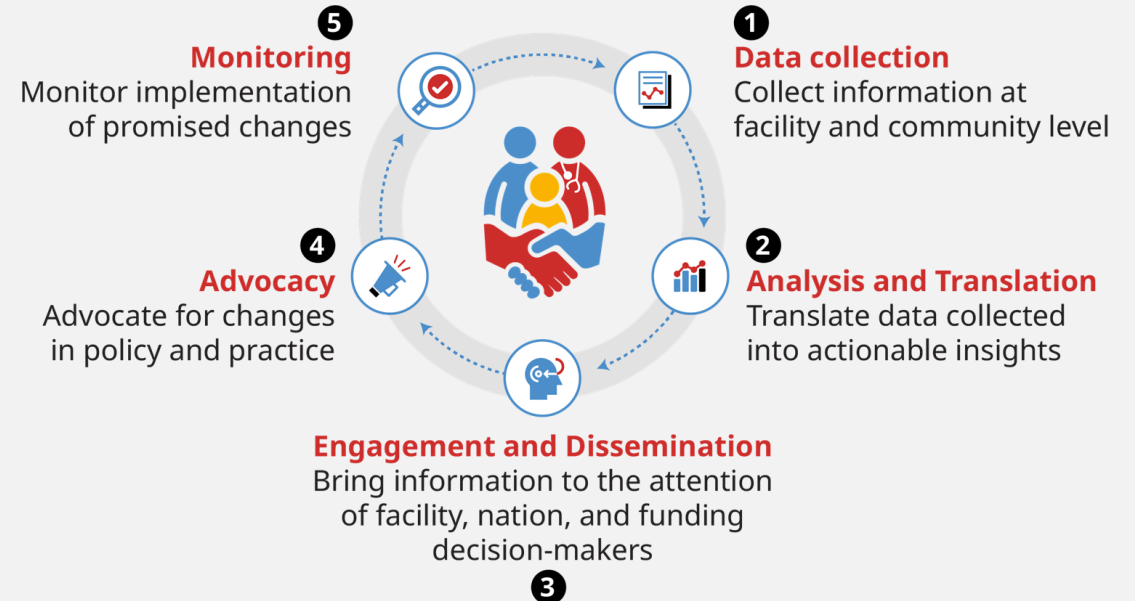 1
Data collection
Collect information at
facility and community level
2
Analysis and Translation
Translate data collected
into actionable insights
Engagement and Dissemination
Bring information to the attention
of facility, nation, and funding
decision-makers
3
4
Advocacy
Advocate for changes
in policy and practice
5
Monitoring
Monitor implementation
of promised changes